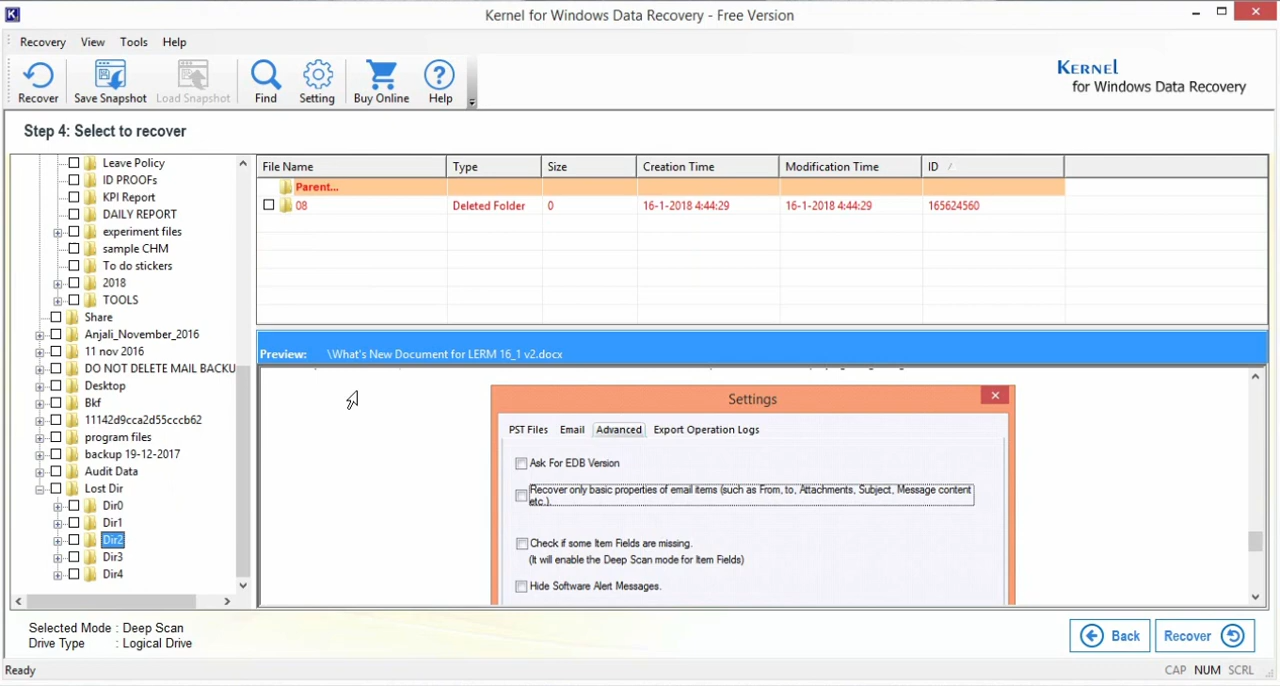 Kernel for Windows Data Recovery - Free Version
Recovery View Tools Help
Recover Save Snapshot Load Snapshot Find Setting Buy Online Help
KERNEL
for Windows Data Recovery
Step 4: Select to recover
Leave Policy
ID PROOFs
KPI Report
DAILY REPORT
experiment files
sample CHM
To do stickers
2018
TOOLS
Share
Anjali_November_2016
11 nov 2016
DO NOT DELETE MAIL BACKU
Desktop
Bkf
11142d9cca2d55cccb62
program files
backup 19-12-2017
Audit Data
Lost Dir
Dir0
Dir1
Dir2
Dir3
Dir4
File Name Type Size Creation Time Modification Time ID
Parent...
08 Deleted Folder 0 16-1-2018 4:44:29 16-1-2018 4:44:29 165624560
Preview: \What's New Document for LERM 16_1 v2.docx
Settings
PST Files Email Advanced Export Operation Logs
Ask For EDB Version
Recover only basic properties of email items (such as From, to, Attachments, Subject, Message content
etc.).
Check if some Item Fields are missing.
(It will enable the Deep Scan mode for Item Fields)
Hide Software Alert Messages.
Selected Mode : Deep Scan
Drive Type : Logical Drive
Back Recover
Ready CAP NUM SCRL